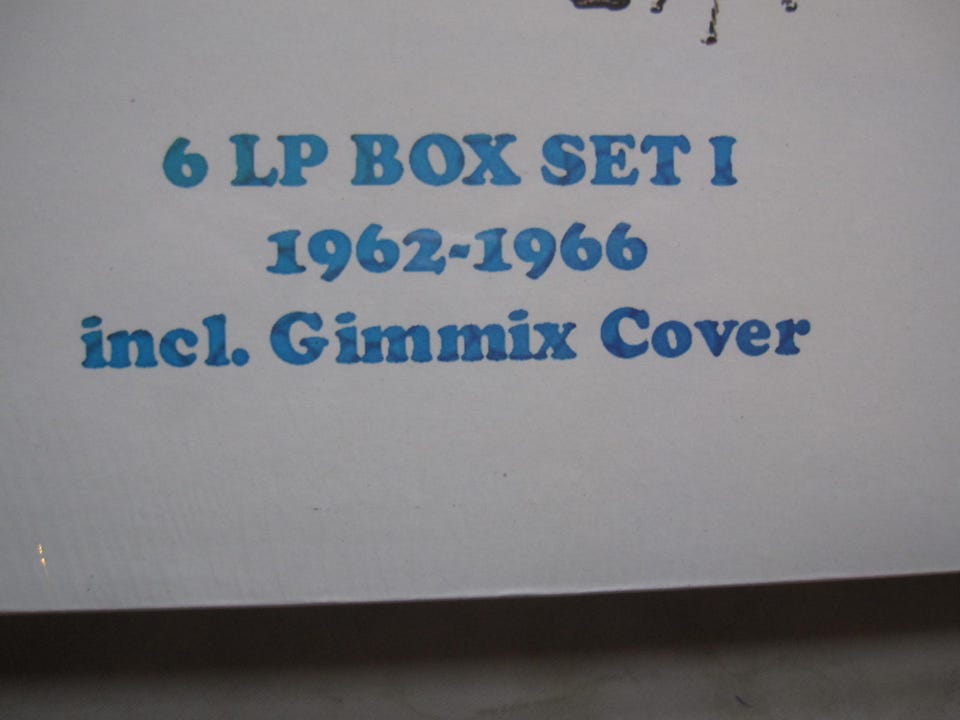 6 LP BOX SET I
1962-1966
incl. Gimmix Cover